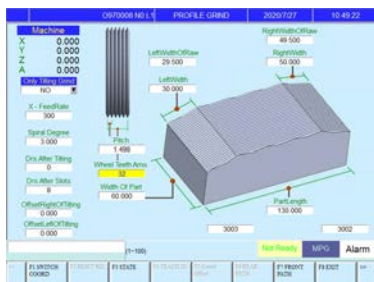 0970008 N0 L1 PROFILE GRIND 2020/7/27 10:49:22
Machine
X 0.000
Y 0.000
Z 0.000
A 0.000
Only Tilting Grind
NO
X - FeedRate
300
Spiral Degree
3.000
Drs After Tilting
0
Drs After Slots
8
OffsetRightOfTilting
0.000
OffsetLeftOfTilting
0.000
Pitch
1.498
Wheel Teeth Amo.
32
Width Of Part
60.000
LeftWidthOfRaw
29.500
LeftWidth
30.000
RightWidthOfRaw
49.500
RightWidth
50.000
PartLength
130.000
3003 3002
(1~100) Not Ready MPG Alarm
F1 SWITCH COORD
F3 STATE
F7 FRONT PATH
F8 EXIT
>>